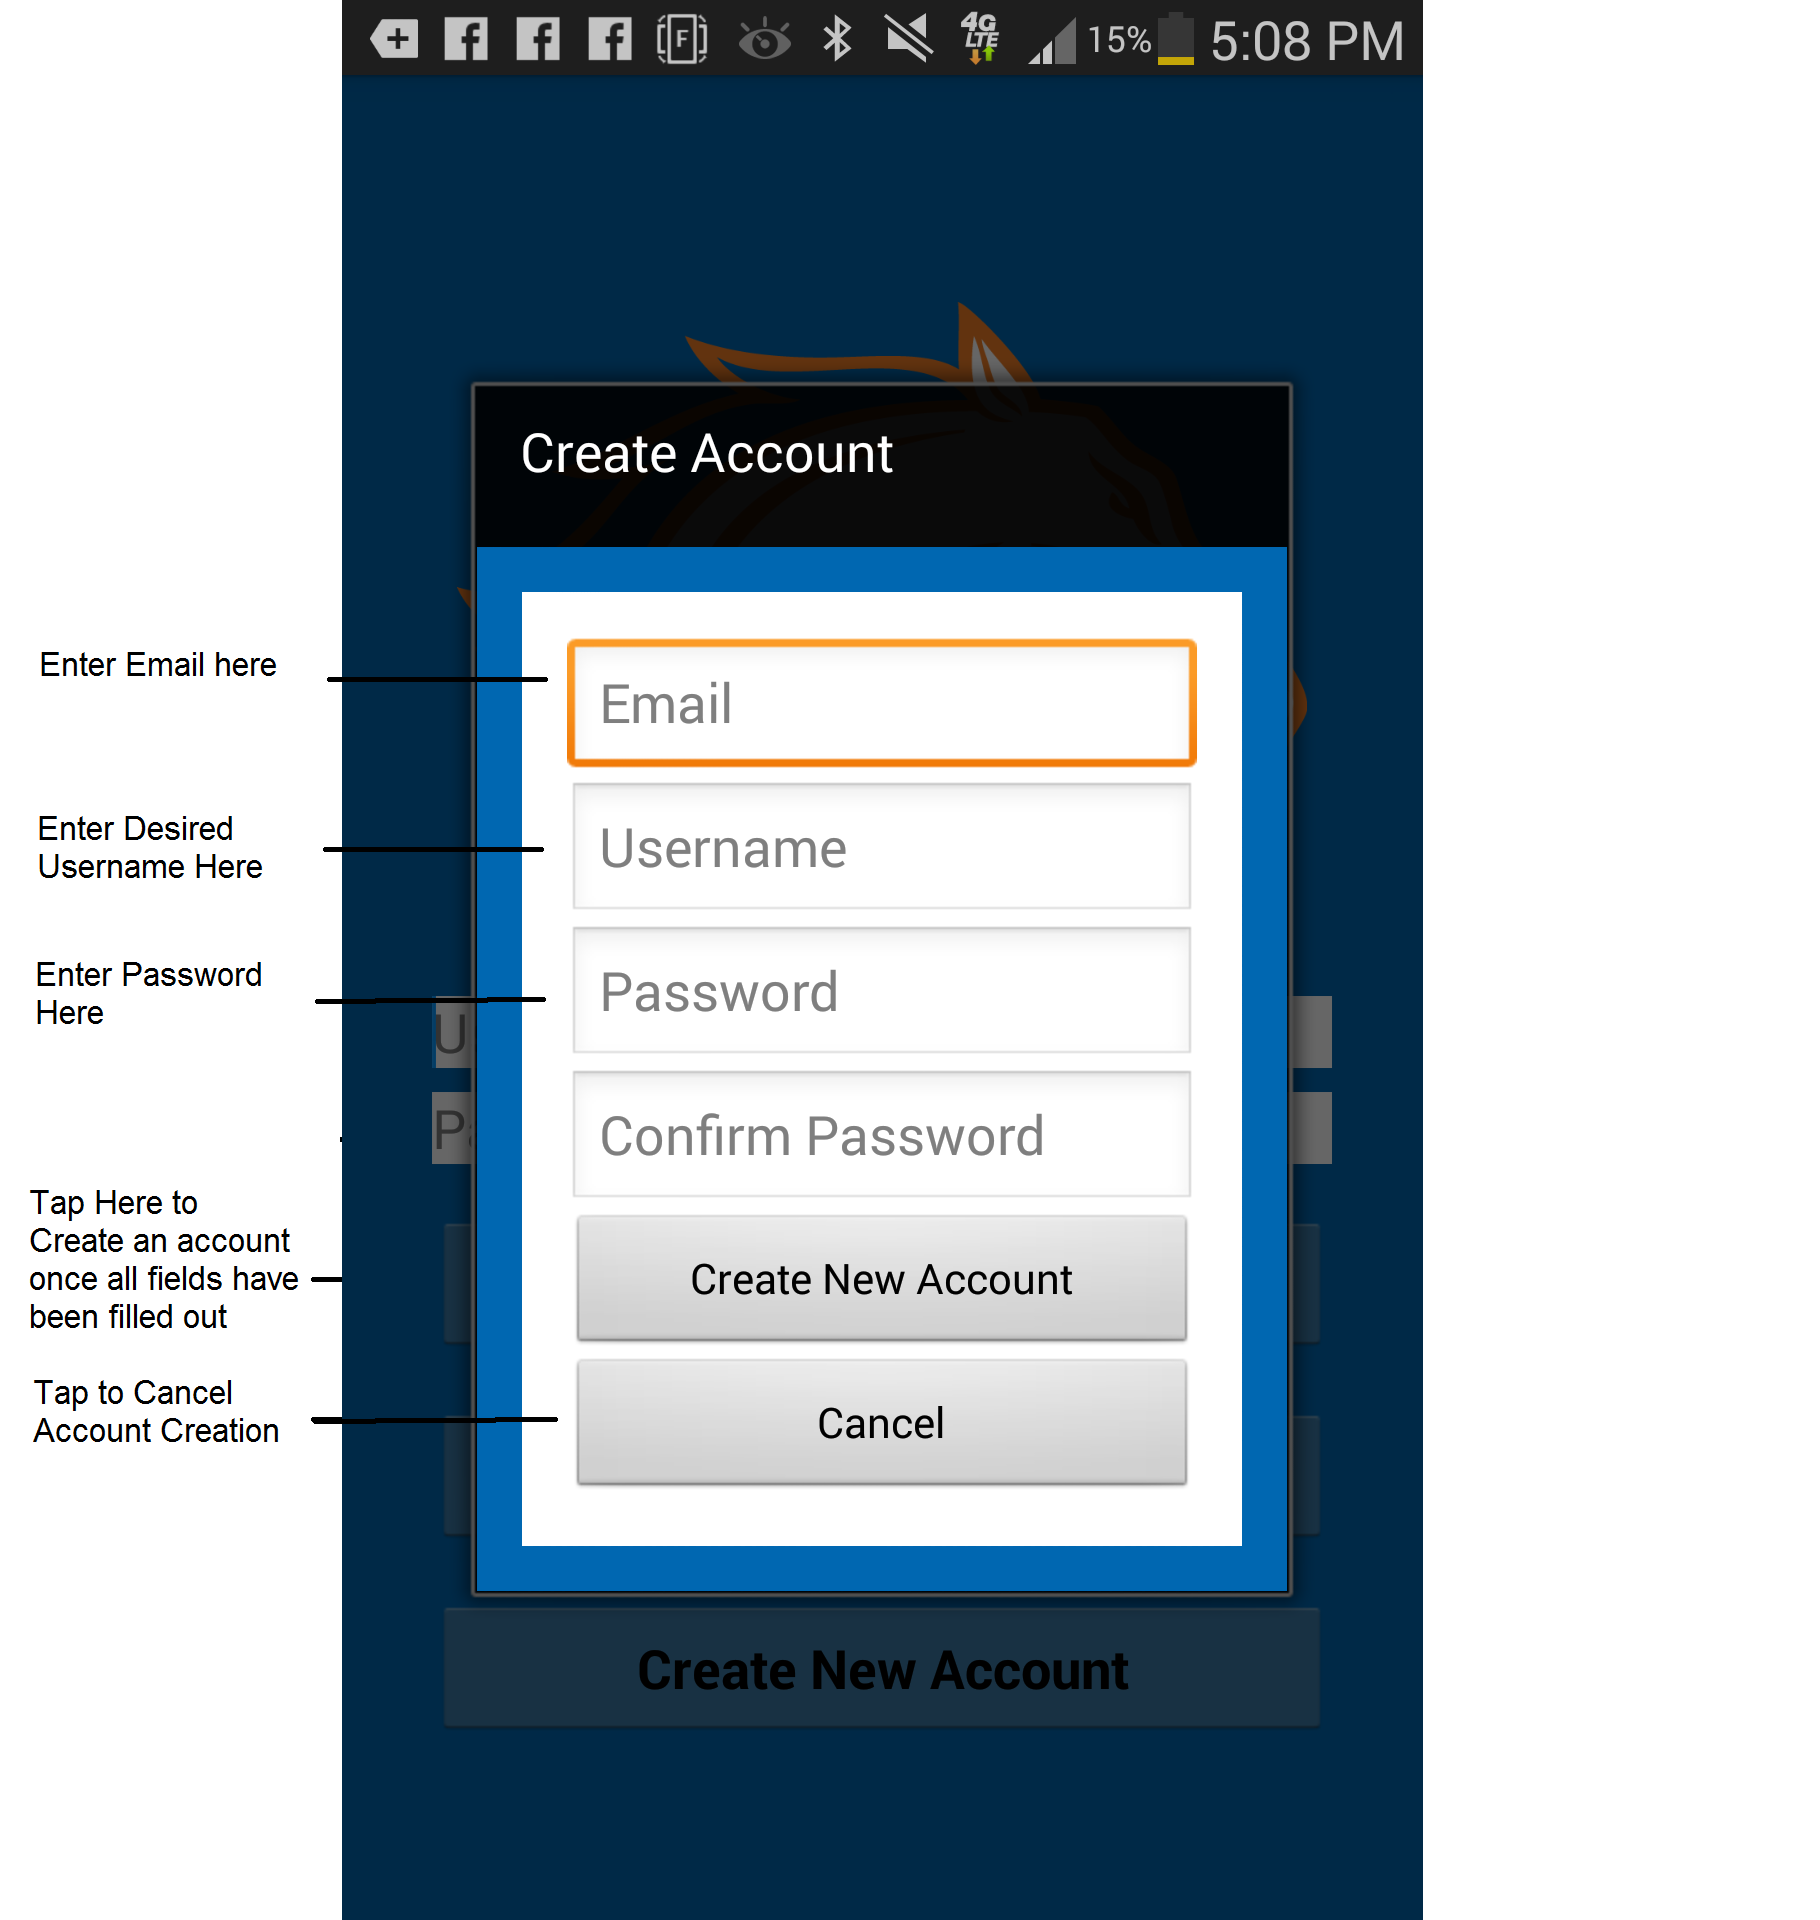 4G
LTE
15%
5:08 PM
Create Account
Enter Email here
Email
Enter Desired
Username Here
Username
Enter Password
Here
Password
U
Confirm Password
Pa
Tap Here to
Create an account
once all fields have
been filled out
Create New Account
Tap to Cancel
Account Creation
Cancel
Create New Account